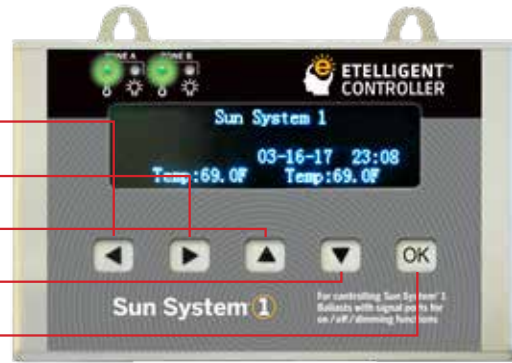 ZONE A ZONE B
e ETELLIGENT™
CONTROLLER
Sun System 1
03-16-17 23:08
Temp:69.0F Temp:69.0F
OK
Sun System 1
For controlling Sun System® 1
Ballasts with signal ports for
on/off/dimming functions